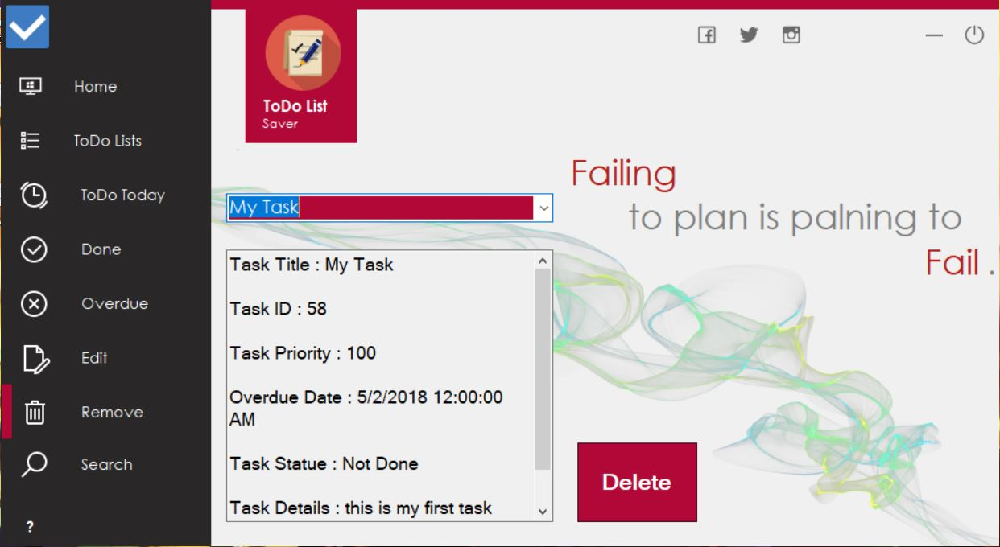 Home
ToDo Lists
ToDo Today
Done
Overdue
Edit
Remove
Search
?
ToDo List
Saver
Failing
to plan is palning to
Fail .
My Task
Task Title : My Task
Task ID : 58
Task Priority : 100
Overdue Date : 5/2/2018 12:00:00
AM
Task Statue : Not Done
Task Details : this is my first task
Delete